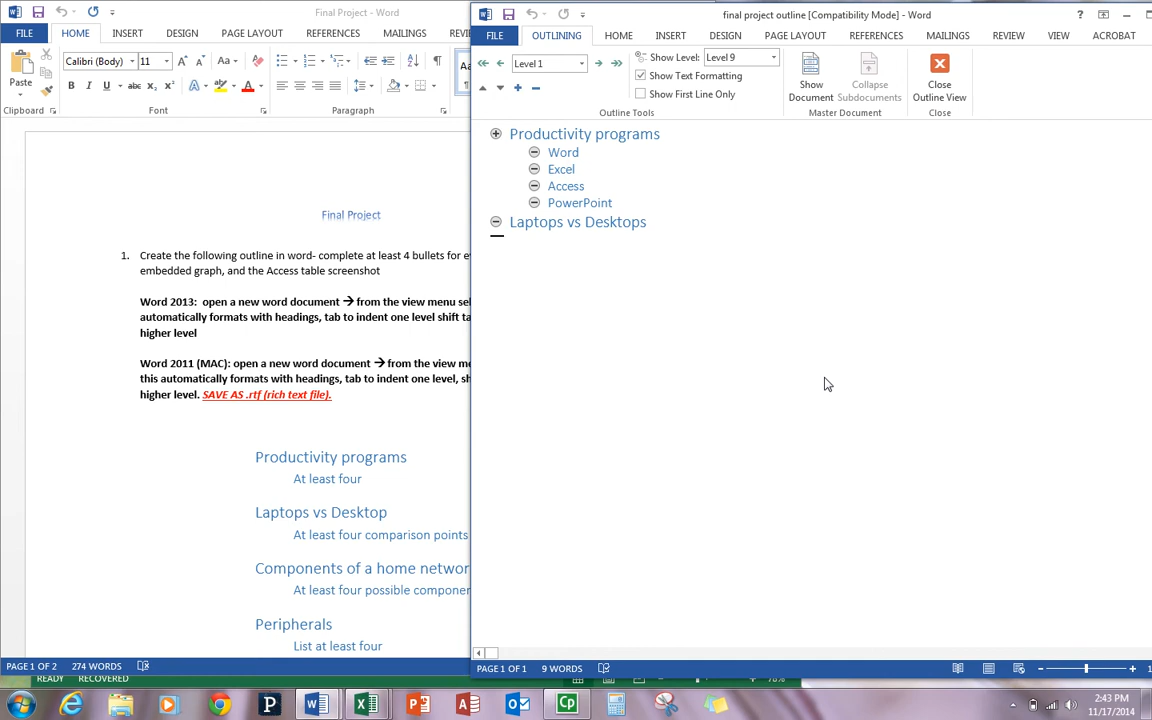 Final Project - Word
FILE HOME INSERT DESIGN PAGE LAYOUT REFERENCES MAILINGS
Calibri (Body) 11
Paste
Clipboard Font Paragraph
Final Project
1. Create the following outline in word- complete at least 4 bullets for
embedded graph, and the Access table screenshot
Word 2013: open a new word document → from the view menu
automatically formats with headings, tab to indent one level shift
higher level
Word 2011 (MAC): open a new word document → from the view
this automatically formats with headings, tab to indent one level,
higher level. SAVE AS .rtf (rich text file).
Productivity programs
At least four
Laptops vs Desktop
At least four comparison points
Components of a home networ
At least four possible componer
Peripherals
List at least four
PAGE 1 OF 2 274 WORDS
READY RECOVERED
final project outline [Compatibility Mode] - Word
FILE OUTLINING HOME INSERT DESIGN PAGE LAYOUT REFERENCES MAILINGS REVIEW VIEW ACROBAT
Level 1
Show Level: Level 9
Show Text Formatting
Show First Line Only
Outline Tools
Show Document
Collapse Subdocuments
Master Document
Close Outline View
Close
Productivity programs
Word
Excel
Access
PowerPoint
Laptops vs Desktops
PAGE 1 OF 1 9 WORDS
2:43 PM
11/17/2014